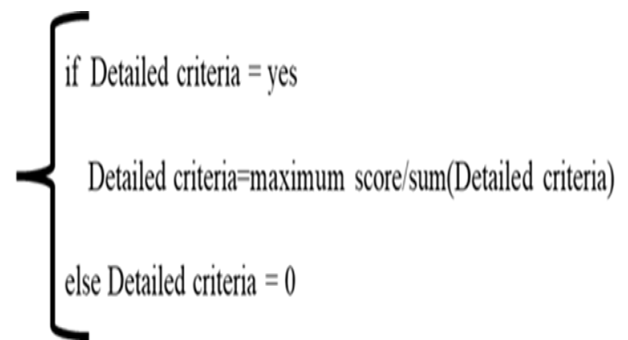 if Detailed criteria = yes
Detailed criteria=maximum score/sum(Detailed criteria)
else Detailed criteria = 0